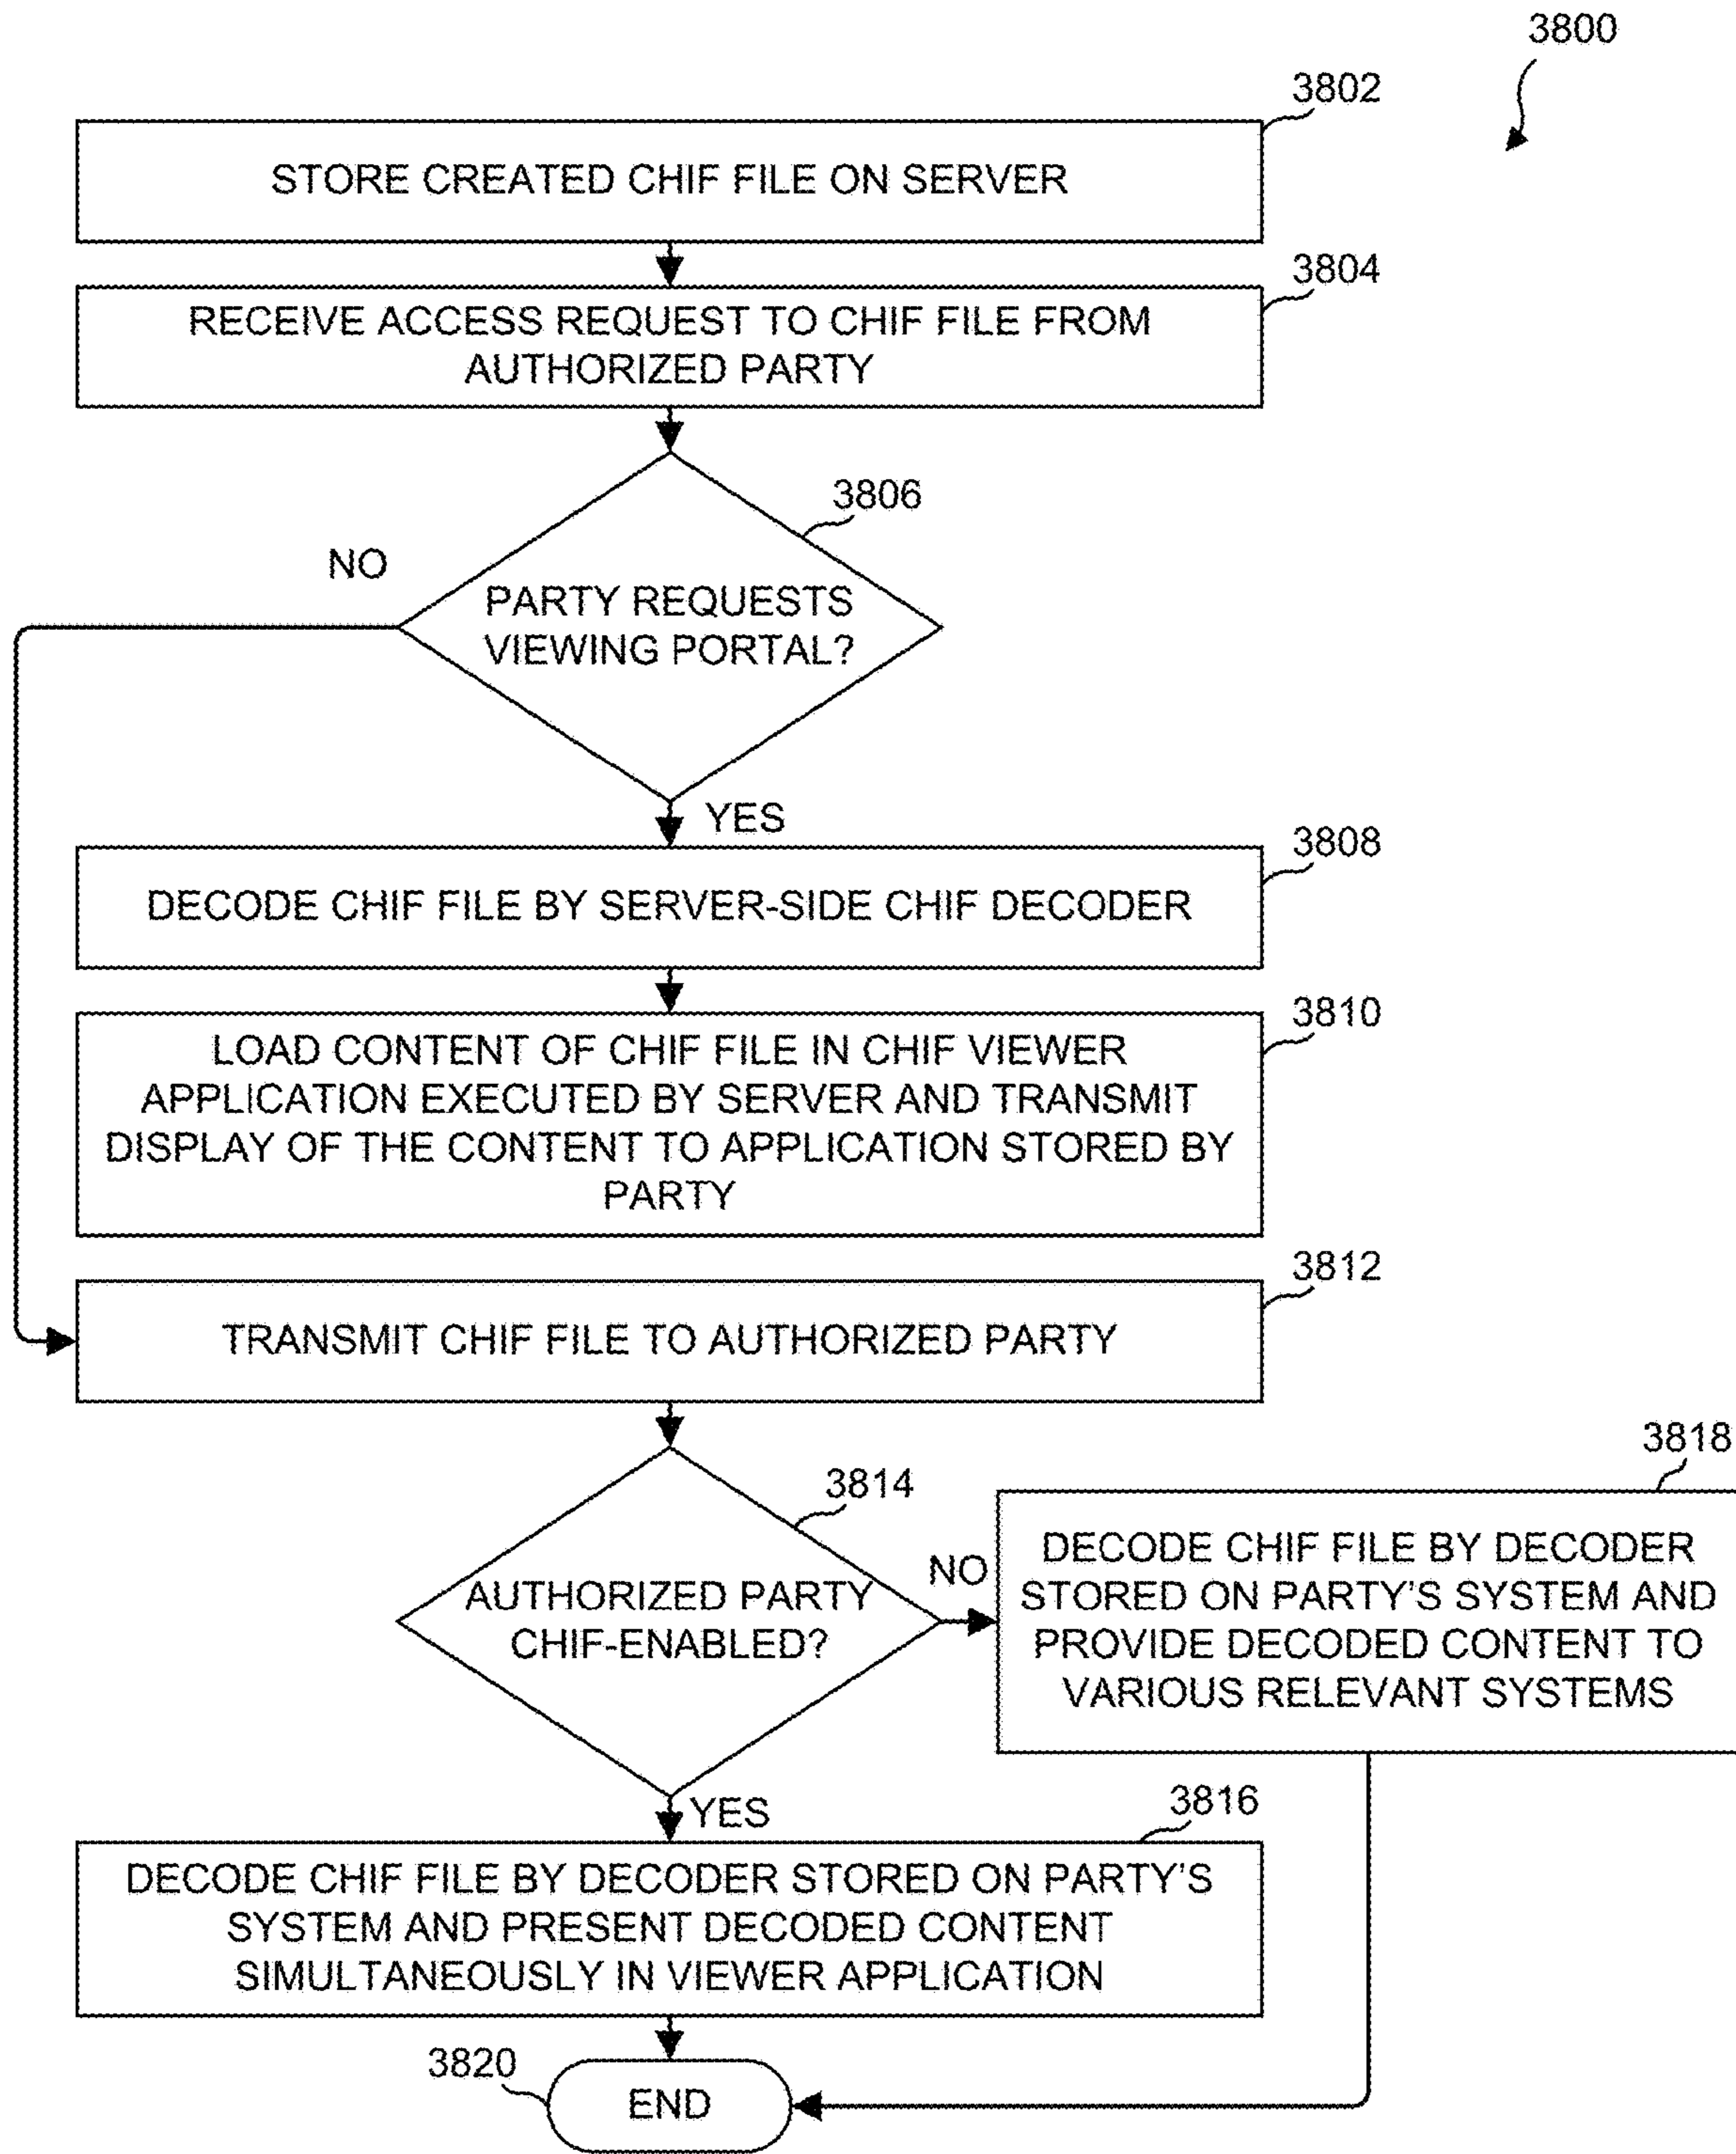 3800
3802
STORE CREATED CHIF FILE ON SERVER
3804
RECEIVE ACCESS REQUEST TO CHIF FILE FROM
AUTHORIZED PARTY
3806
NO
PARTY REQUESTS
VIEWING PORTAL?
YES
3808
DECODE CHIF FILE BY SERVER-SIDE CHIF DECODER
3810
LOAD CONTENT OF CHIF FILE IN CHIF VIEWER
APPLICATION EXECUTED BY SERVER AND TRANSMIT
DISPLAY OF THE CONTENT TO APPLICATION STORED BY
PARTY
3812
TRANSMIT CHIF FILE TO AUTHORIZED PARTY
3814
AUTHORIZED PARTY
CHIF-ENABLED?
NO
3818
DECODE CHIF FILE BY DECODER
STORED ON PARTY'S SYSTEM AND
PROVIDE DECODED CONTENT TO
VARIOUS RELEVANT SYSTEMS
YES
3816
DECODE CHIF FILE BY DECODER STORED ON PARTY'S
SYSTEM AND PRESENT DECODED CONTENT
SIMULTANEOUSLY IN VIEWER APPLICATION
3820
END